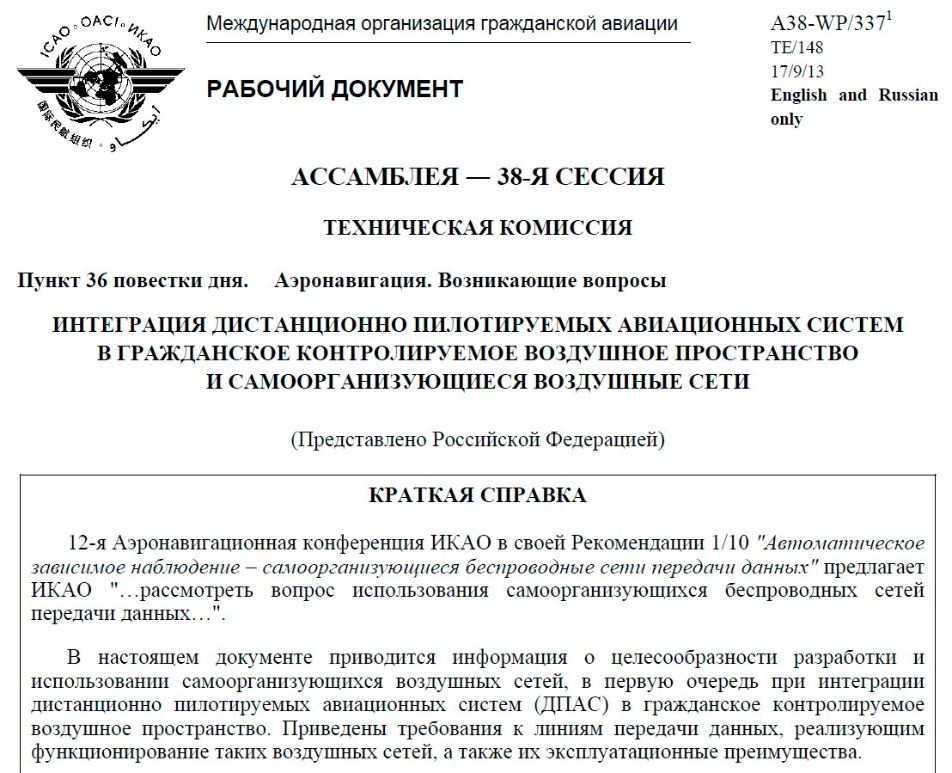 ICAO · OACI · ИКАО
国际民航组织 · إيكاو
Международная организация гражданской авиации
РАБОЧИЙ ДОКУМЕНТ
A38-WP/337¹
TE/148
17/9/13
English and Russian
only
АССАМБЛЕЯ — 38-Я СЕССИЯ
ТЕХНИЧЕСКАЯ КОМИССИЯ
Пункт 36 повестки дня. Аэронавигация. Возникающие вопросы
ИНТЕГРАЦИЯ ДИСТАНЦИОННО ПИЛОТИРУЕМЫХ АВИАЦИОННЫХ СИСТЕМ
В ГРАЖДАНСКОЕ КОНТРОЛИРУЕМОЕ ВОЗДУШНОЕ ПРОСТРАНСТВО
И САМООРГАНИЗУЮЩИЕСЯ ВОЗДУШНЫЕ СЕТИ
(Представлено Российской Федерацией)
КРАТКАЯ СПРАВКА
12-я Аэронавигационная конференция ИКАО в своей Рекомендации 1/10 "Автоматическое
зависимое наблюдение – самоорганизующиеся беспроводные сети передачи данных" предлагает
ИКАО "…рассмотреть вопрос использования самоорганизующихся беспроводных сетей
передачи данных…".
В настоящем документе приводится информация о целесообразности разработки и
использовании самоорганизующихся воздушных сетей, в первую очередь при интеграции
дистанционно пилотируемых авиационных систем (ДПАС) в гражданское контролируемое
воздушное пространство. Приведены требования к линиям передачи данных, реализующим
функционирование таких воздушных сетей, а также их эксплуатационные преимущества.